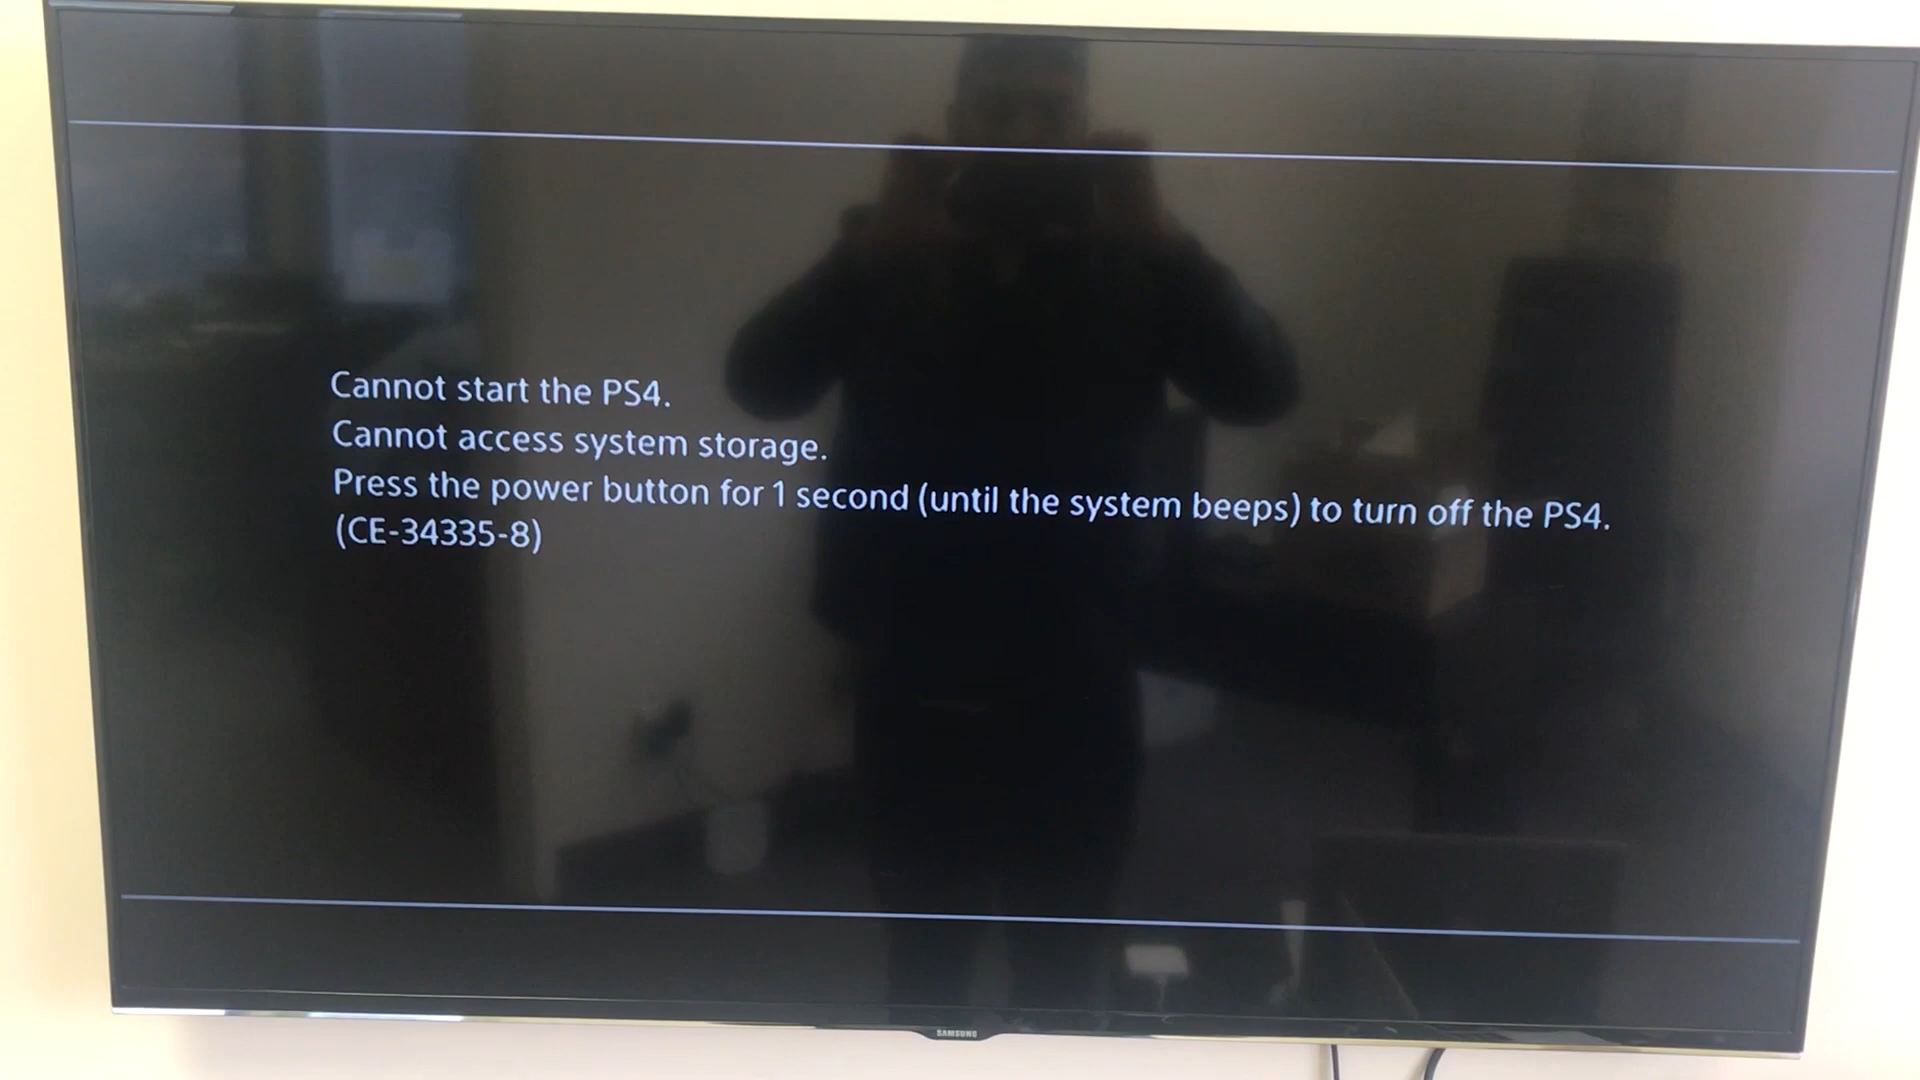 Cannot start the PS4.
Cannot access system storage.
Press the power button for 1 second (until the system beeps) to turn off the PS4.
(CE-34335-8)
SAMSUNG